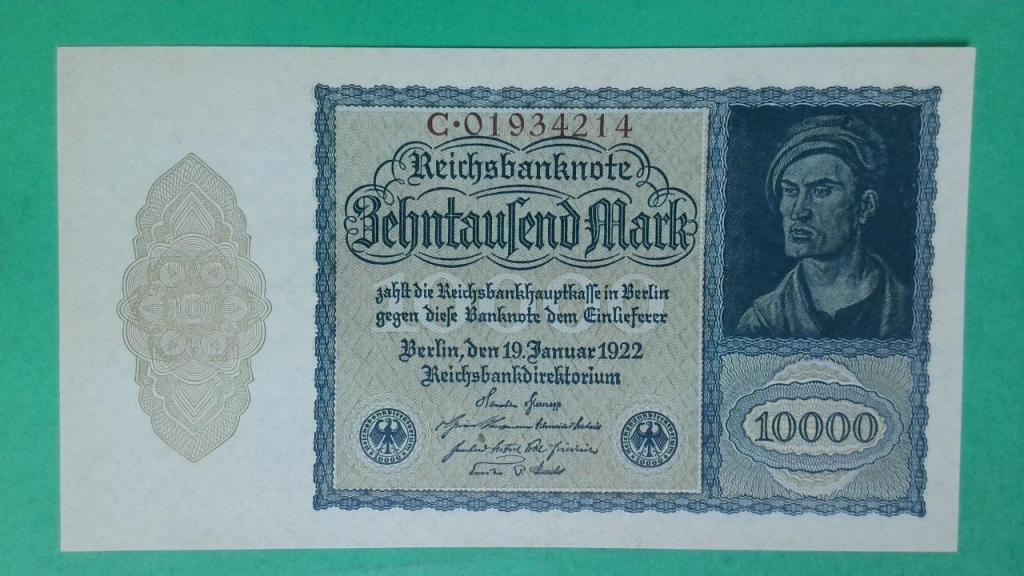 C·01934214
Reichsbanknote
Zehntauſend Mark
10000
zahlt die Reichsbankhauptkaſſe in Berlin
gegen dieſe Banknote dem Einlieferer
Berlin, den 19. Januar 1922
Reichsbankdirektorium
10000